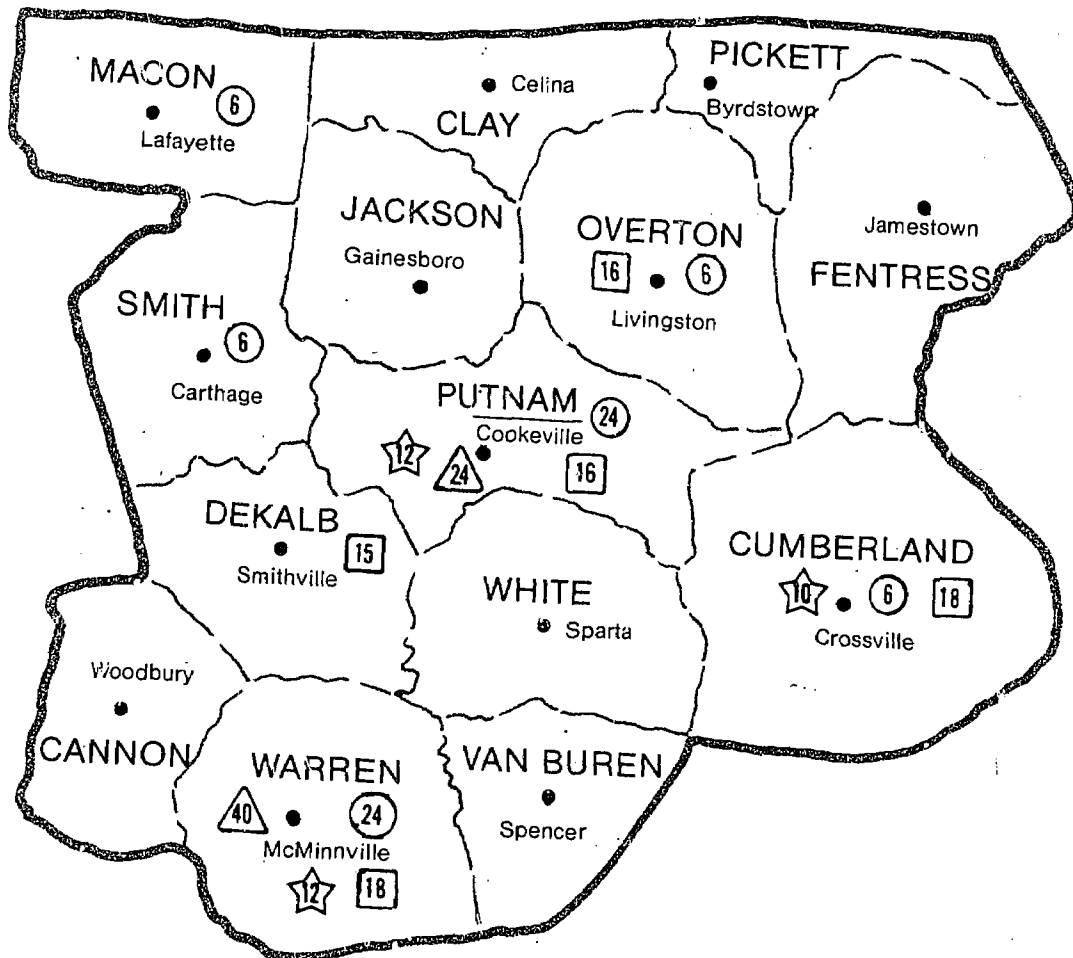 MACON
6
Lafayette
Celina
CLAY
PICKETT
Byrdstown
JACKSON
Gainesboro
OVERTON
16 6
Livingston
Jamestown
FENTRESS
SMITH
6
Carthage
PUTNAM
24
Cookeville
12 24 16
DEKALB
15
Smithville
WHITE
Sparta
CUMBERLAND
10 6 18
Crossville
Woodbury
CANNON
WARREN
40 24
McMinnville
12 18
VAN BUREN
Spencer